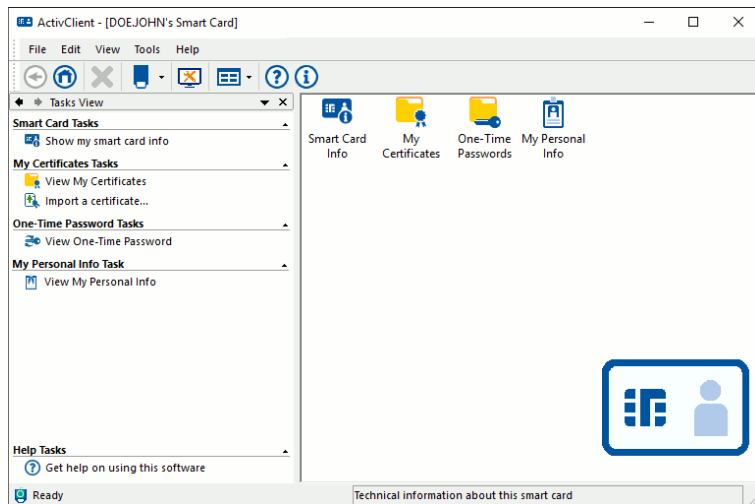 ActivClient - [DOE.JOHN's Smart Card]
File Edit View Tools Help
Tasks View
Smart Card Tasks
Show my smart card info
My Certificates Tasks
View My Certificates
Import a certificate...
One-Time Password Tasks
View One-Time Password
My Personal Info Task
View My Personal Info
Help Tasks
Get help on using this software
Smart Card
Info
My
Certificates
One-Time
Passwords
My Personal
Info
Ready
Technical information about this smart card